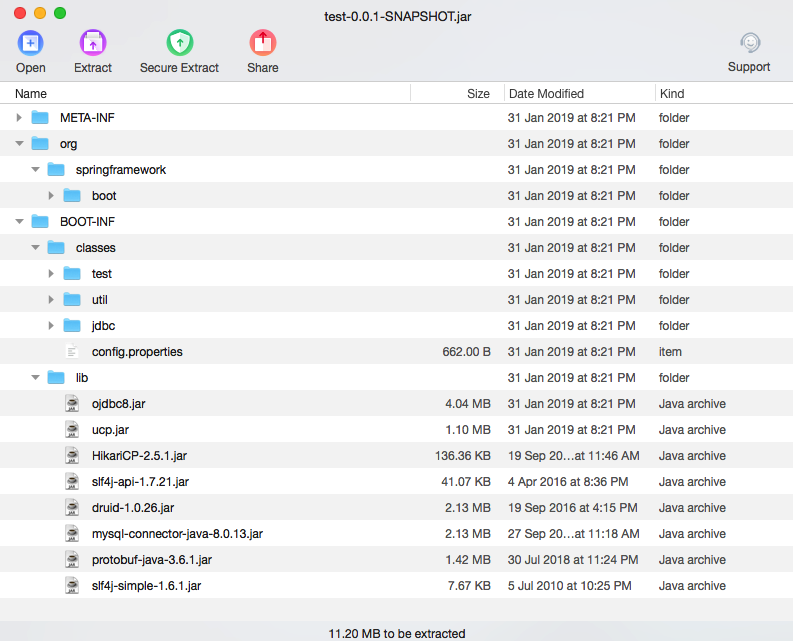 test-0.0.1-SNAPSHOT.jar
Open Extract Secure Extract Share Support
Name Size Date Modified Kind
META-INF 31 Jan 2019 at 8:21 PM folder
org 31 Jan 2019 at 8:21 PM folder
springframework 31 Jan 2019 at 8:21 PM folder
boot 31 Jan 2019 at 8:21 PM folder
BOOT-INF 31 Jan 2019 at 8:21 PM folder
classes 31 Jan 2019 at 8:21 PM folder
test 31 Jan 2019 at 8:21 PM folder
util 31 Jan 2019 at 8:21 PM folder
jdbc 31 Jan 2019 at 8:21 PM folder
config.properties 662.00 B 31 Jan 2019 at 8:21 PM item
lib 31 Jan 2019 at 8:21 PM folder
ojdbc8.jar 4.04 MB 31 Jan 2019 at 8:21 PM Java archive
ucp.jar 1.10 MB 31 Jan 2019 at 8:21 PM Java archive
HikariCP-2.5.1.jar 136.36 KB 19 Sep 20...at 11:46 AM Java archive
slf4j-api-1.7.21.jar 41.07 KB 4 Apr 2016 at 8:36 PM Java archive
druid-1.0.26.jar 2.13 MB 19 Sep 2016 at 4:15 PM Java archive
mysql-connector-java-8.0.13.jar 2.13 MB 27 Sep 20...at 11:18 AM Java archive
protobuf-java-3.6.1.jar 1.42 MB 30 Jul 2018 at 11:24 PM Java archive
slf4j-simple-1.6.1.jar 7.67 KB 5 Jul 2010 at 10:25 PM Java archive
11.20 MB to be extracted